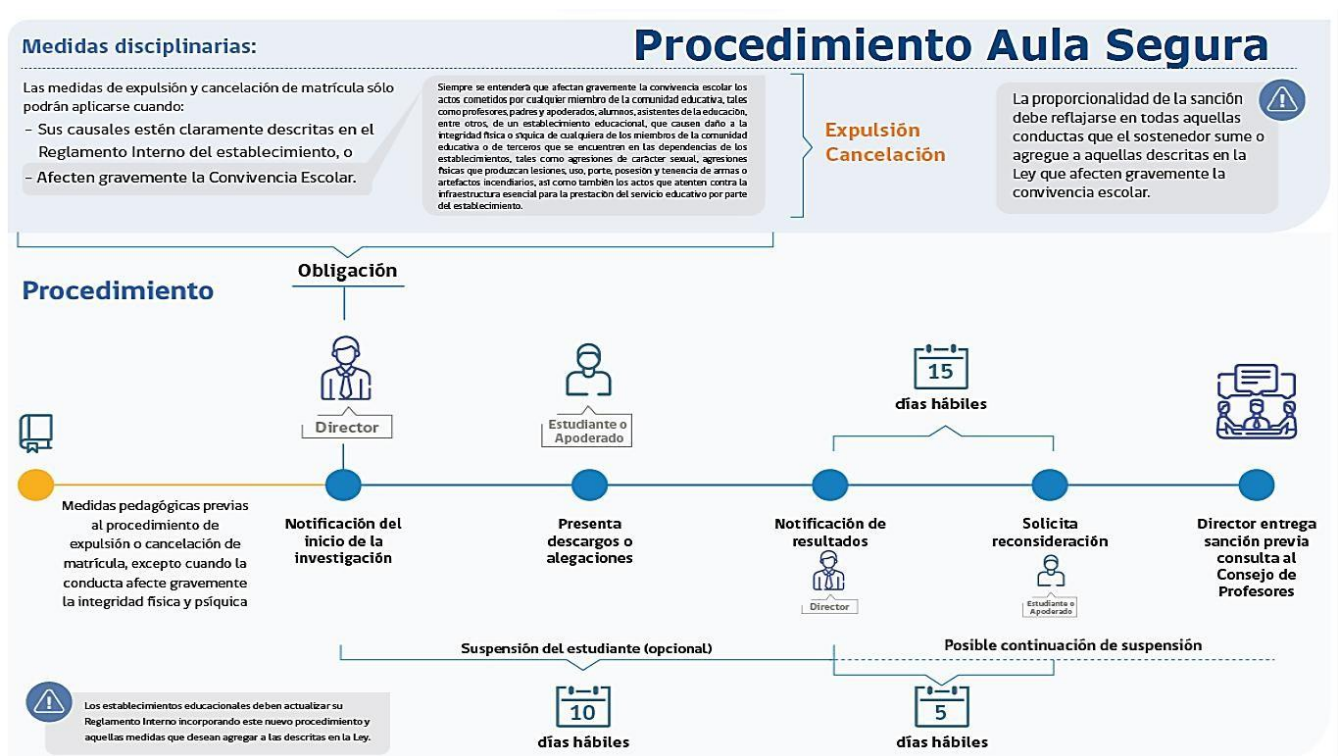 Procedimiento Aula Segura
Medidas disciplinarias:
Las medidas de expulsión y cancelación de matrícula sólo
podrán aplicarse cuando:
- Sus causales estén claramente descritas en el
Reglamento Interno del establecimiento, o
- Afecten gravemente la Convivencia Escolar.
Siempre se entenderá que afectan gravemente la convivencia escolar los
actos cometidos por cualquier miembro de la comunidad educativa, tales
como profesores, padres y apoderados, alumnos, asistentes de la educación,
entre otros, de un establecimiento educacional, que causen daño a la
integridad física o síquica de cualquiera de los miembros de la comunidad
educativa o de terceros que se encuentren en las dependencias de los
establecimientos, tales como agresiones de carácter sexual, agresiones
físicas que produzcan lesiones, uso, porte, posesión y tenencia de armas o
artefactos incendiarios, así como también los actos que atenten contra la
infraestructura esencial para la prestación del servicio educativo por parte
del establecimiento.
Expulsión
Cancelación
La proporcionalidad de la sanción
debe reflajarse en todas aquellas
conductas que el sostenedor sume o
agregue a aquellas descritas en la
Ley que afecten gravemente la
convivencia escolar.
Procedimiento
Obligación
Director
Estudiante o
Apoderado
15
días hábiles
Medidas pedagógicas previas
al procedimiento de
expulsión o cancelación de
matrícula, excepto cuando la
conducta afecte gravemente
la integridad física y psíquica
Notificación del
inicio de la
investigación
Presenta
descargos o
alegaciones
Notificación de
resultados
Director
Solicita
reconsideración
Estudiante o
Apoderado
Director entrega
sanción previa
consulta al
Consejo de
Profesores
Suspensión del estudiante (opcional)
Posible continuación de suspensión
10
días hábiles
5
días hábiles
Los establecimientos educacionales deben actualizar su
Reglamento Interno incorporando este nuevo procedimiento y
aquellas medidas que desean agregar a las descritas en la Ley.